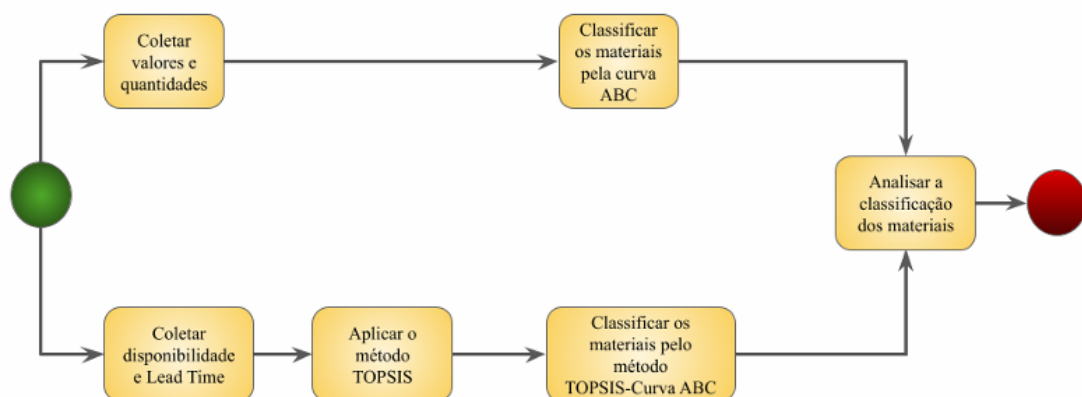 Coletar
valores e
quantidades
Classificar
os materiais
pela curva
ABC
Analisar a
classificação
dos materiais
Coletar
disponibilidade
e Lead Time
Aplicar o
método
TOPSIS
Classificar os
materiais pelo
método
TOPSIS-Curva ABC